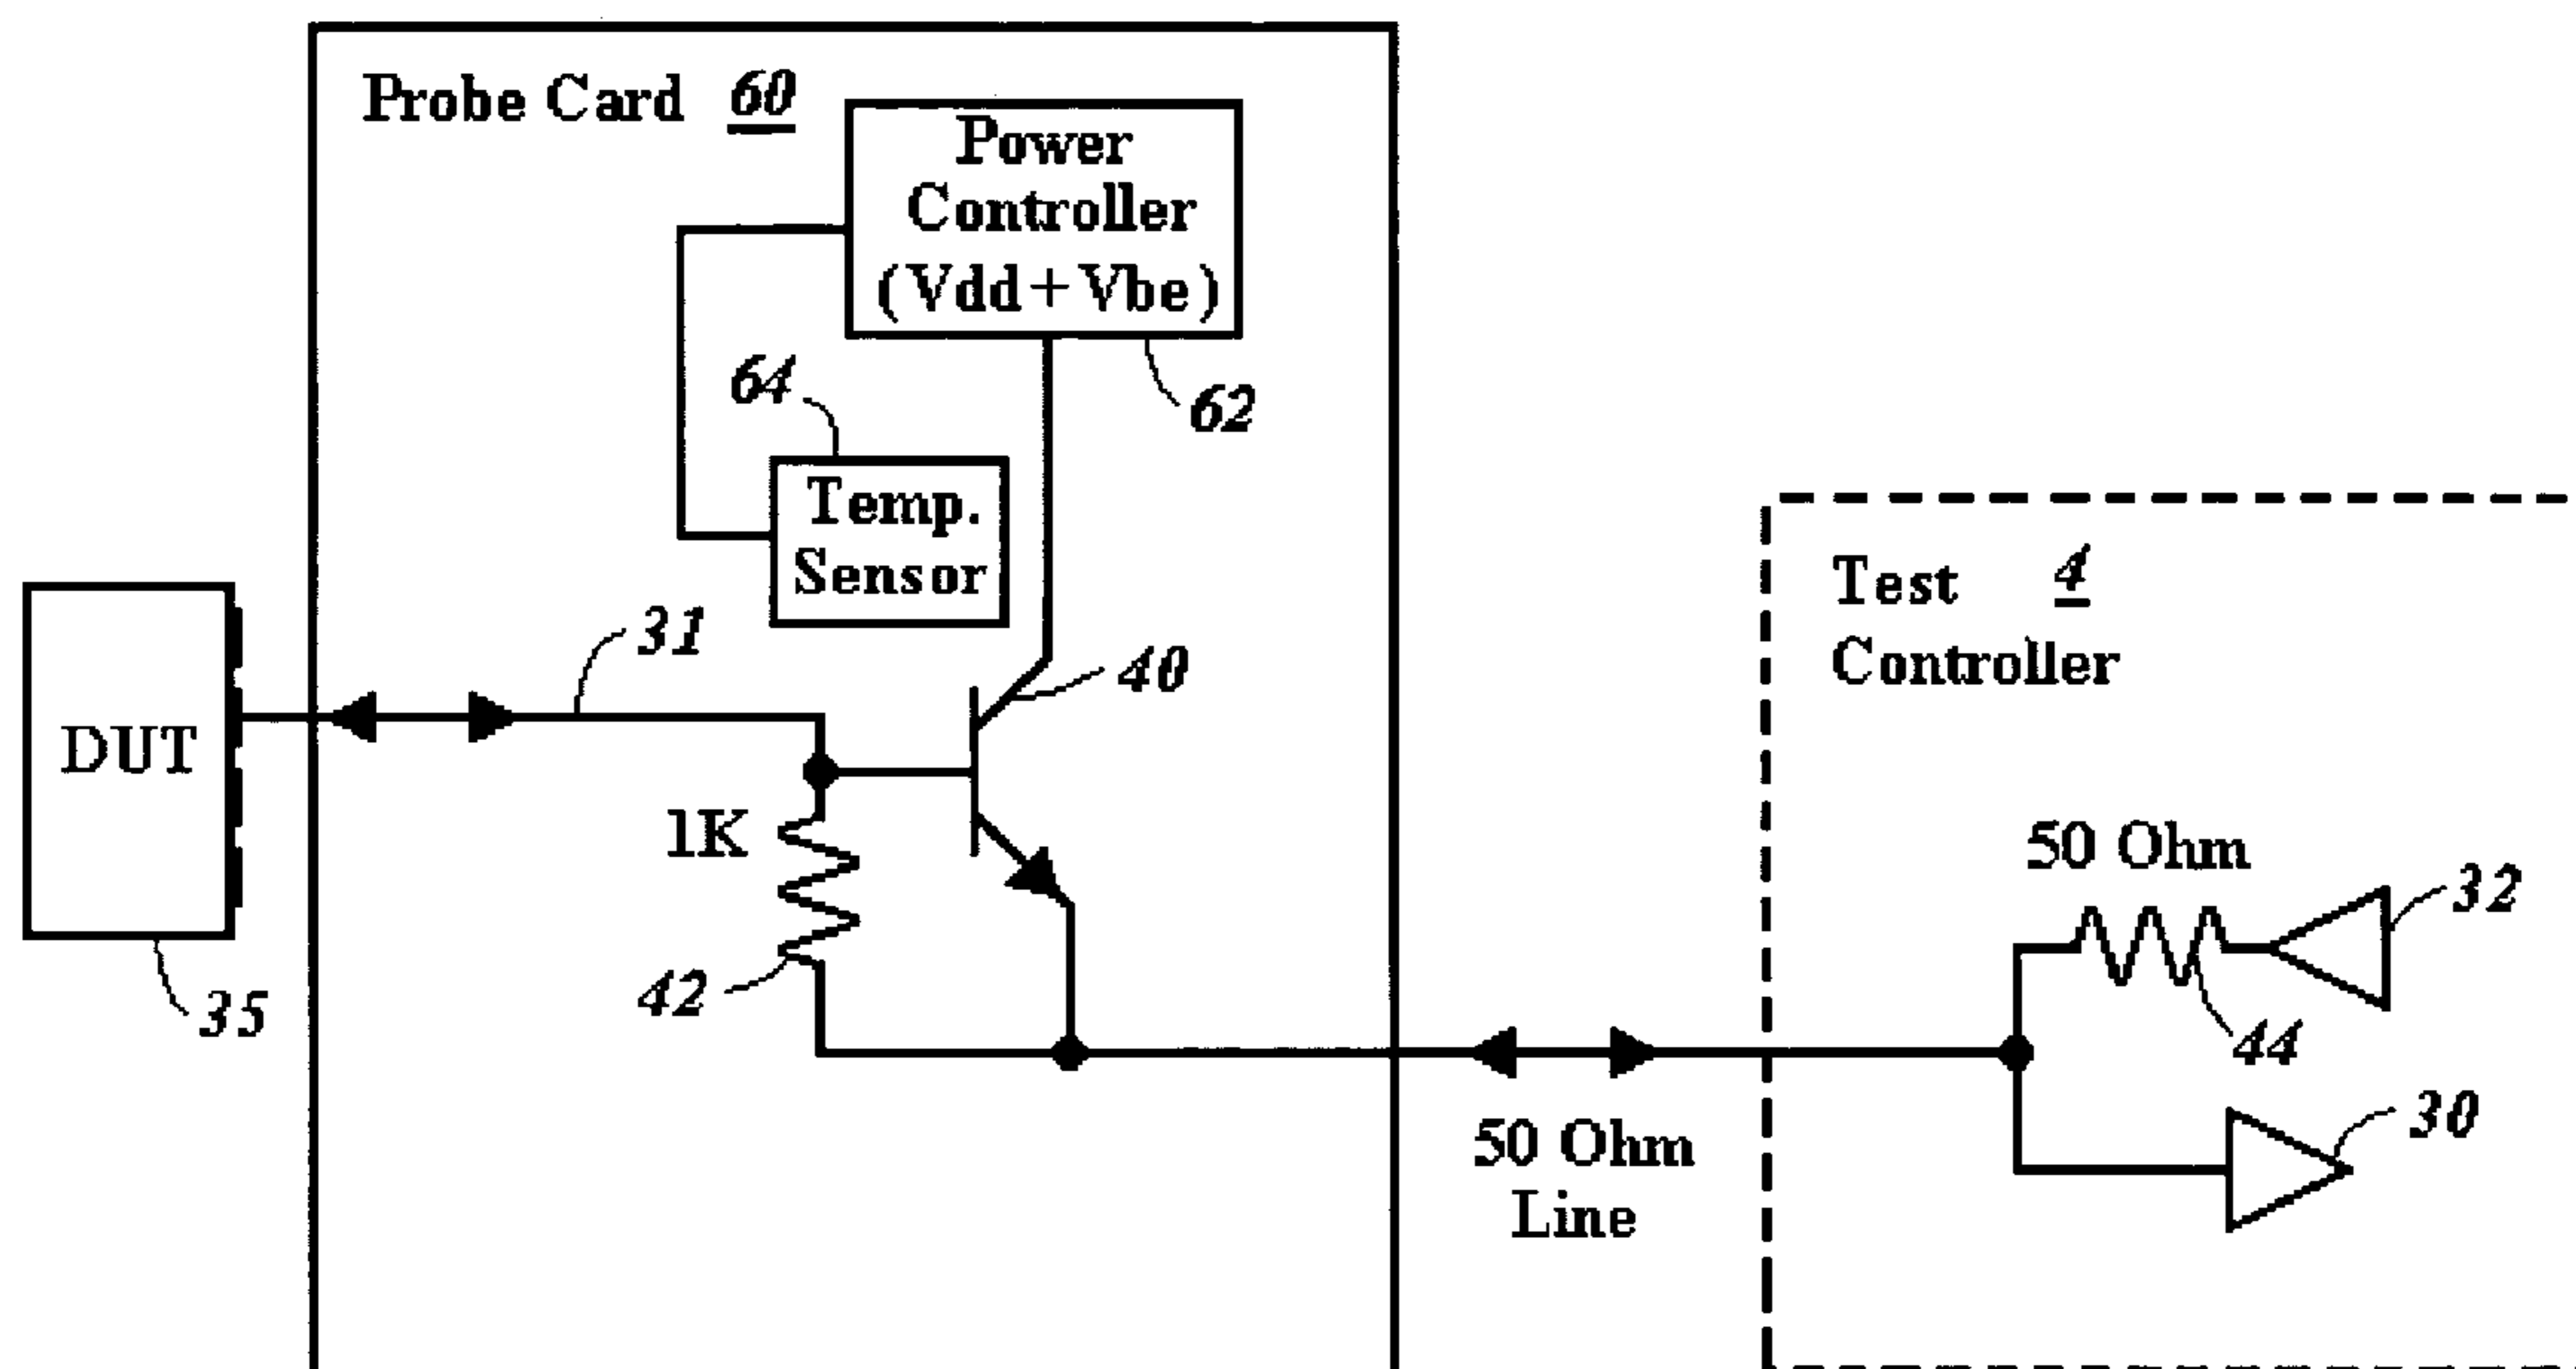 Probe Card 60
Power
Controller
(Vdd+Vbe)
62
64
Temp.
Sensor
31
40
DUT
35
1K
42
50 Ohm
Line
Test 4
Controller
50 Ohm
32
44
30